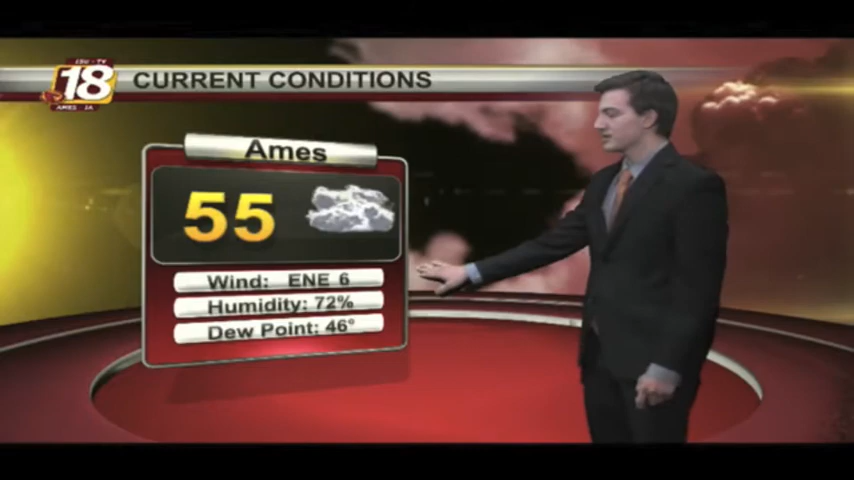 ISU - TV
18
AMES IA
CURRENT CONDITIONS
Ames
55
Wind: ENE 6
Humidity: 72%
Dew Point: 46°